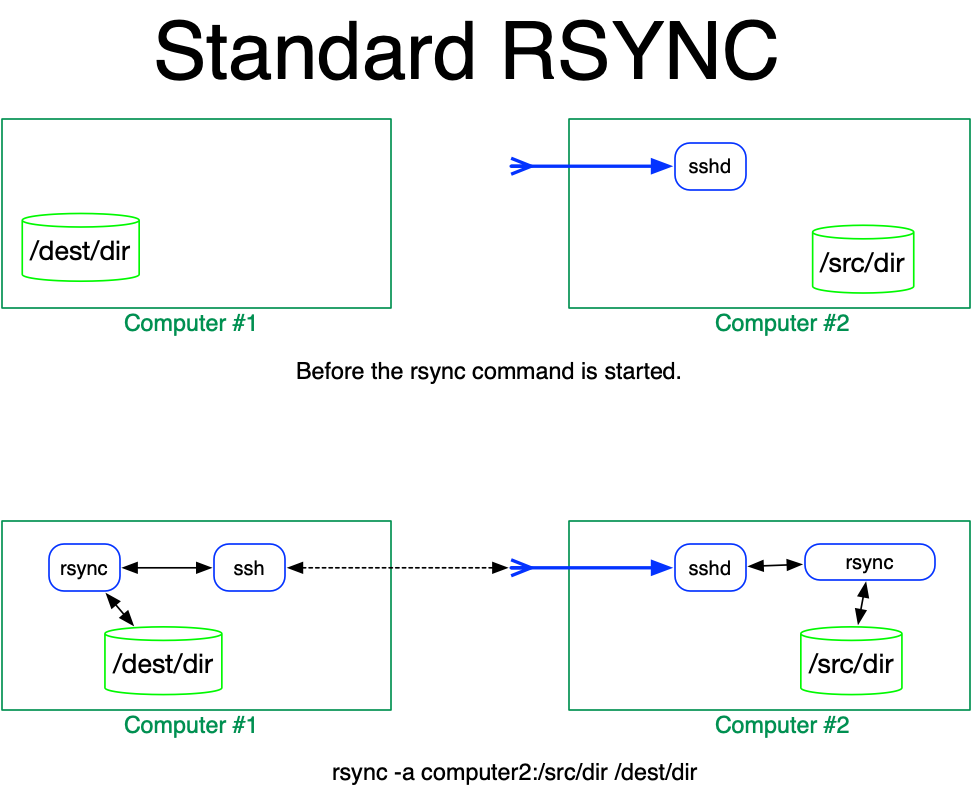 Standard RSYNC
sshd
/dest/dir
/src/dir
Computer #1
Computer #2
Before the rsync command is started.
rsync
ssh
sshd
rsync
/dest/dir
/src/dir
Computer #1
Computer #2
rsync -a computer2:/src/dir /dest/dir